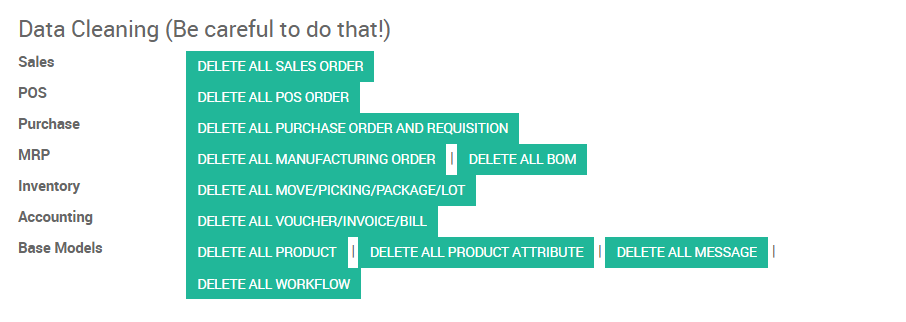 Data Cleaning (Be careful to do that!)
Sales DELETE ALL SALES ORDER
POS DELETE ALL POS ORDER
Purchase DELETE ALL PURCHASE ORDER AND REQUISITION
MRP DELETE ALL MANUFACTURING ORDER | DELETE ALL BOM
Inventory DELETE ALL MOVE/PICKING/PACKAGE/LOT
Accounting DELETE ALL VOUCHER/INVOICE/BILL
Base Models DELETE ALL PRODUCT | DELETE ALL PRODUCT ATTRIBUTE | DELETE ALL MESSAGE |
DELETE ALL WORKFLOW